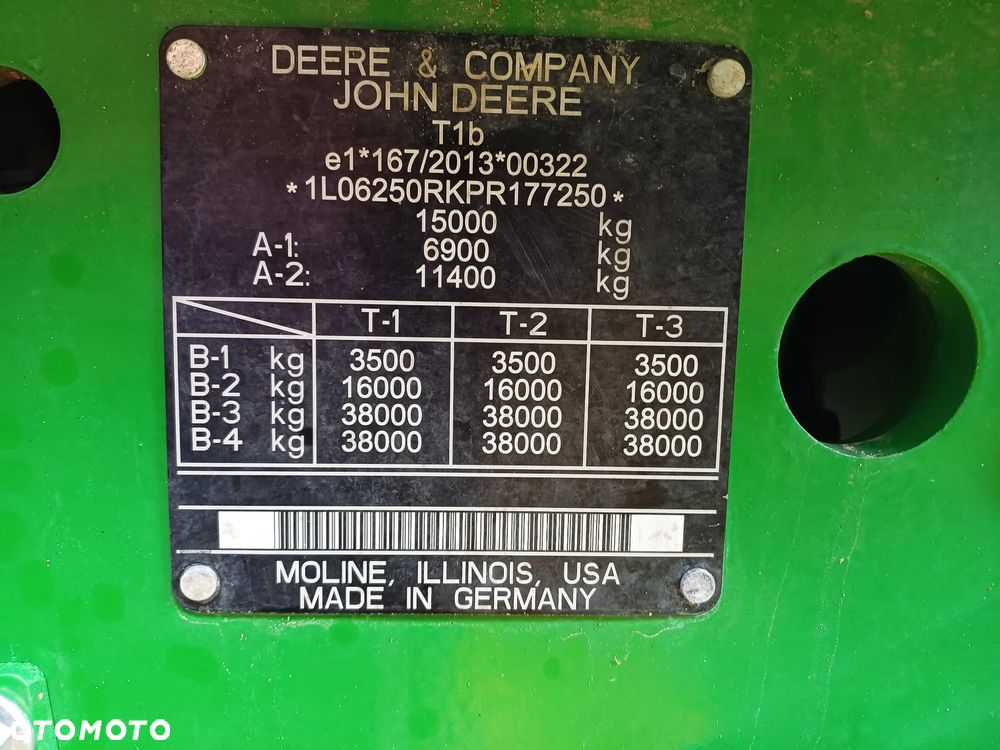 DEERE & COMPANY
JOHN DEERE
T1b
e1*167/2013*00322
*1L06250RKPR177250*
15000 kg
A-1: 6900 kg
A-2: 11400 kg
T-1 T-2 T-3
B-1 kg 3500 3500 3500
B-2 kg 16000 16000 16000
B-3 kg 38000 38000 38000
B-4 kg 38000 38000 38000
MOLINE, ILLINOIS, USA
MADE IN GERMANY
OTOMOTO